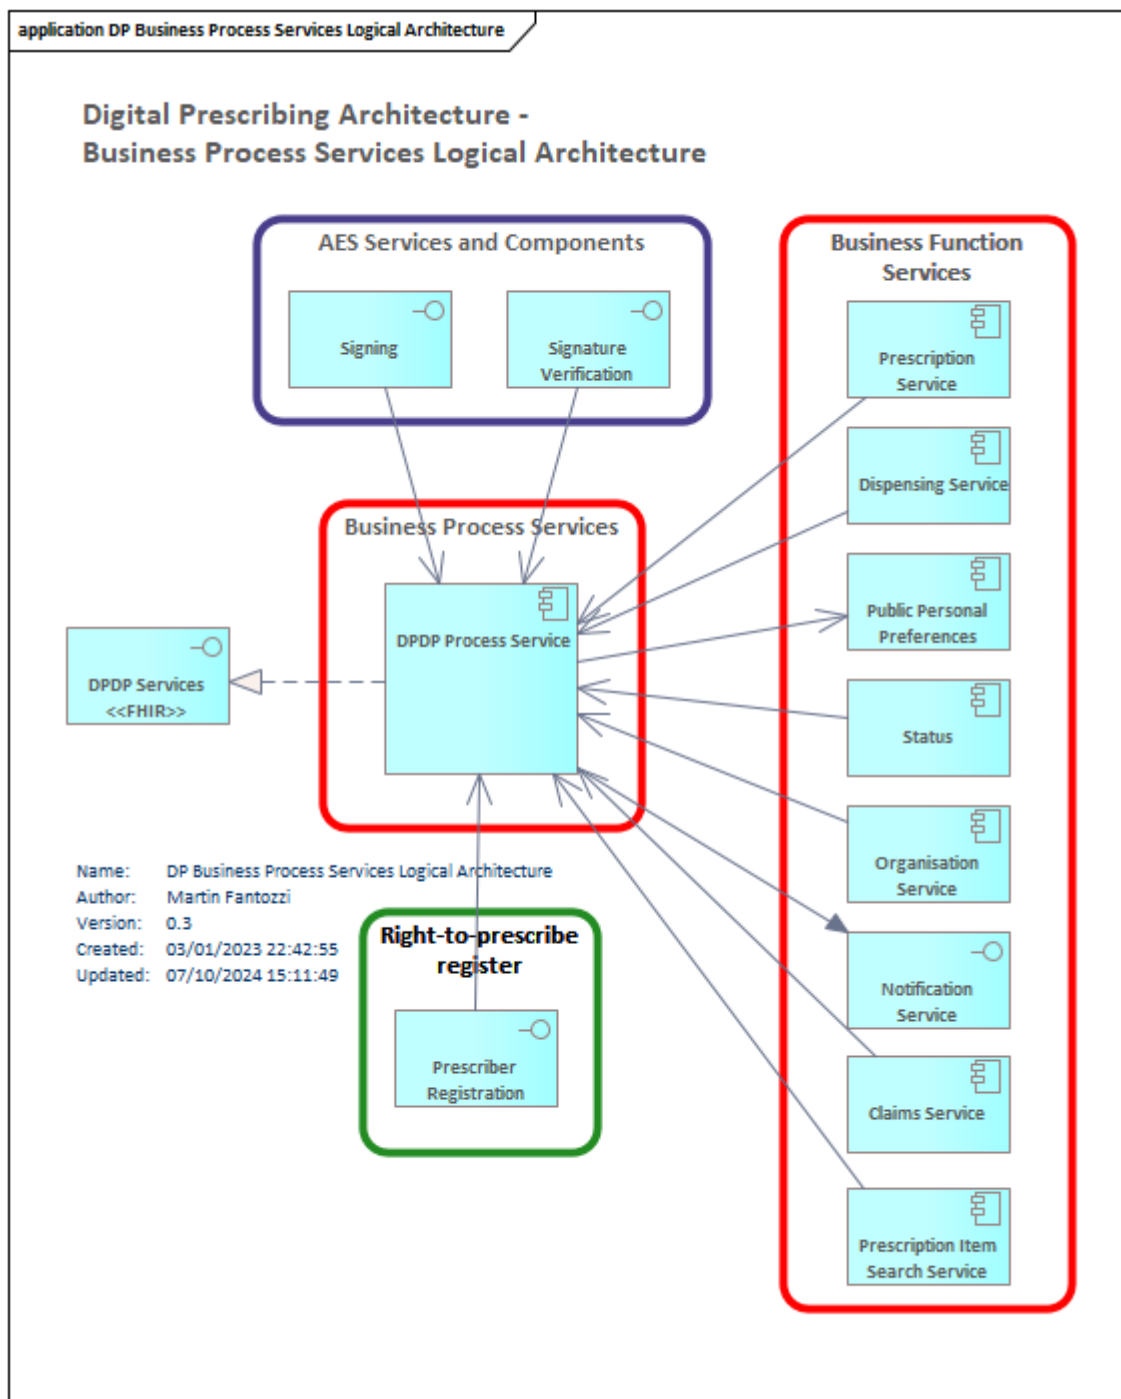 application DP Business Process Services Logical Architecture
Digital Prescribing Architecture -
Business Process Services Logical Architecture
AES Services and Components
Signing
Signature
Verification
Business Function
Services
Prescription
Service
Dispensing Service
Public Personal
Preferences
Status
Organisation
Service
Notification
Service
Claims Service
Prescription Item
Search Service
Business Process Services
DPDP Process Service
DPDP Services
<<FHIR>>
Name: DP Business Process Services Logical Architecture
Author: Martin Fantozzi
Version: 0.3
Created: 03/01/2023 22:42:55
Updated: 07/10/2024 15:11:49
Right-to-prescribe
register
Prescriber
Registration